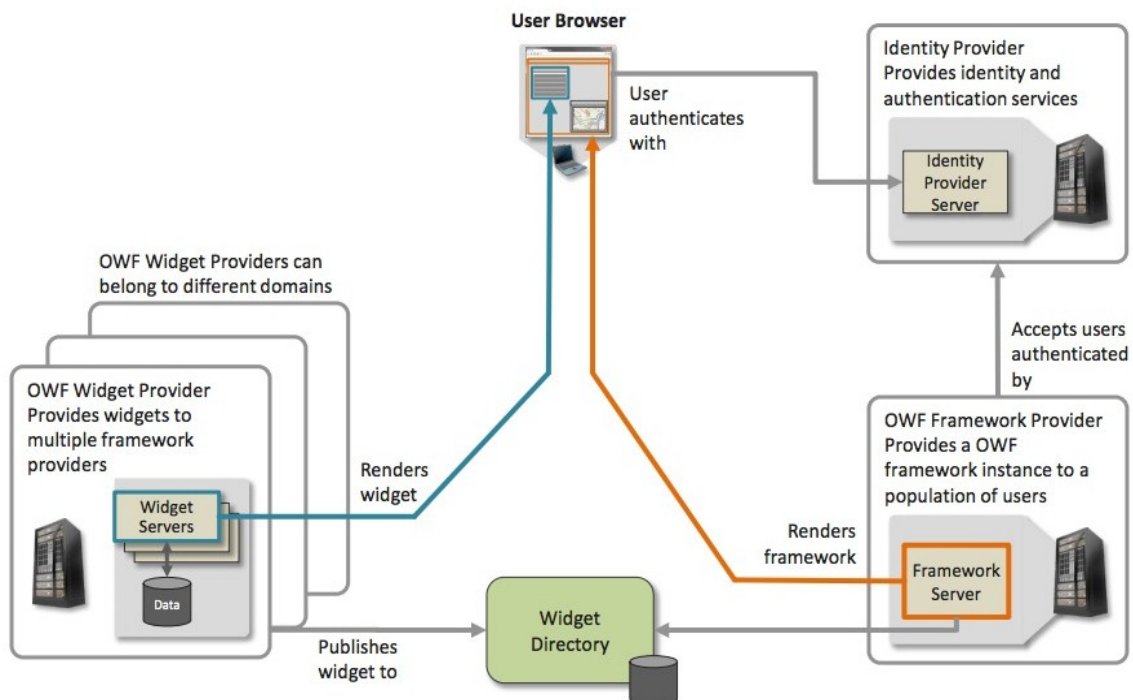 User Browser
User
authenticates
with
Identity Provider
Provides identity and
authentication services
Identity
Provider
Server
OWF Widget Providers can
belong to different domains
OWF Widget Provider
Provides widgets to
multiple framework
providers
Widget
Servers
Data
Renders
widget
Accepts users
authenticated
by
OWF Framework Provider
Provides a OWF
framework instance to a
population of users
Framework
Server
Renders
framework
Publishes
widget to
Widget
Directory